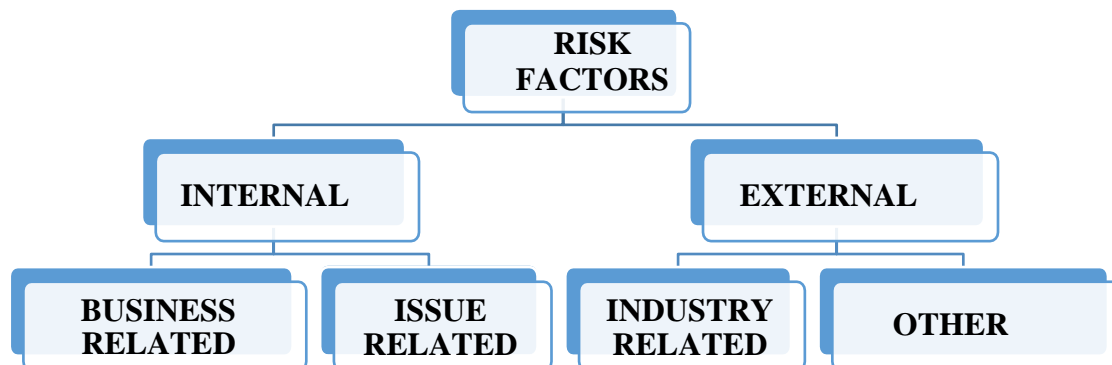 RISK
FACTORS
INTERNAL
EXTERNAL
BUSINESS
RELATED
ISSUE
RELATED
INDUSTRY
RELATED
OTHER